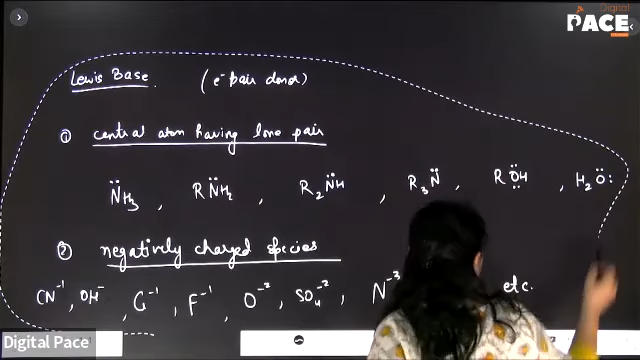 Digital
PACE
Lewis Base (e⁻ pair donor)
① central atom having lone pair
N̈H₃, RN̈H₂, R₂N̈H, R₃N̈, RÖH, H₂Ö:
② negatively charged species
CN⁻¹, OH⁻, Cl⁻¹, F⁻¹, O⁻², SO₄⁻², N⁻³ etc.
Digital Pace